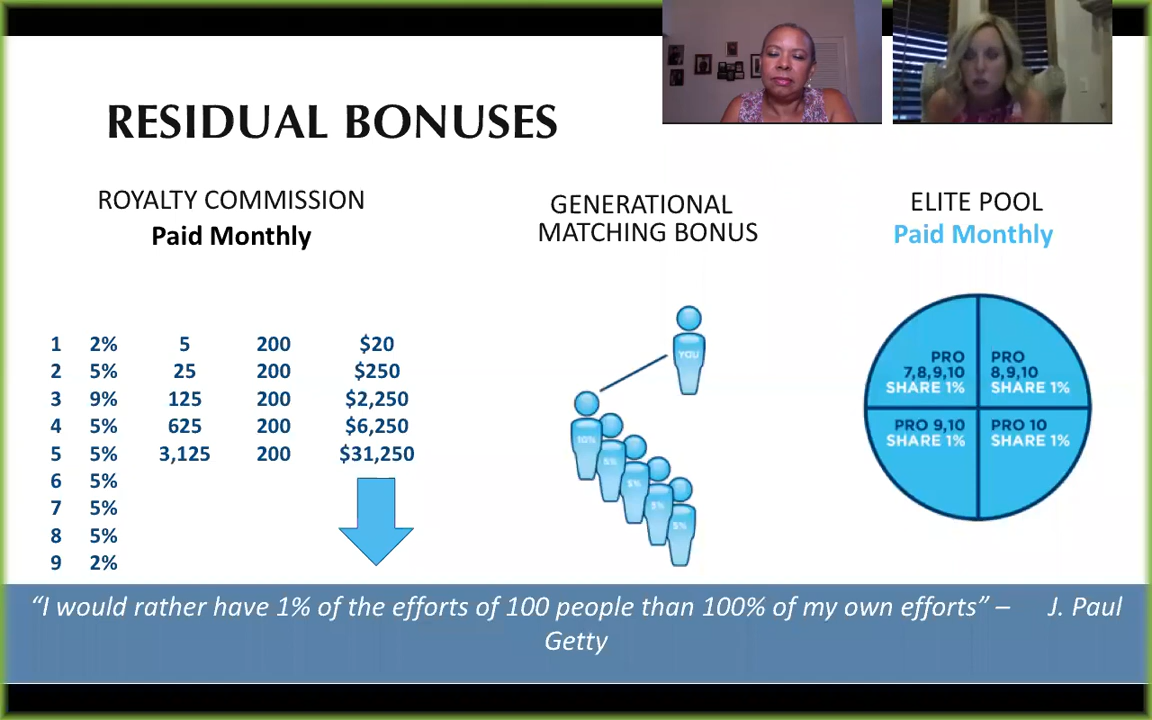 RESIDUAL BONUSES
ROYALTY COMMISSION
Paid Monthly
1 2% 5 200 $20
2 5% 25 200 $250
3 9% 125 200 $2,250
4 5% 625 200 $6,250
5 5% 3,125 200 $31,250
6 5%
7 5%
8 5%
9 2%
GENERATIONAL
MATCHING BONUS
YOU
10%
5%
5%
5%
5%
ELITE POOL
Paid Monthly
PRO
7,8,9,10
SHARE 1%
PRO
8,9,10
SHARE 1%
PRO 9,10
SHARE 1%
PRO 10
SHARE 1%
“I would rather have 1% of the efforts of 100 people than 100% of my own efforts” – J. Paul
Getty